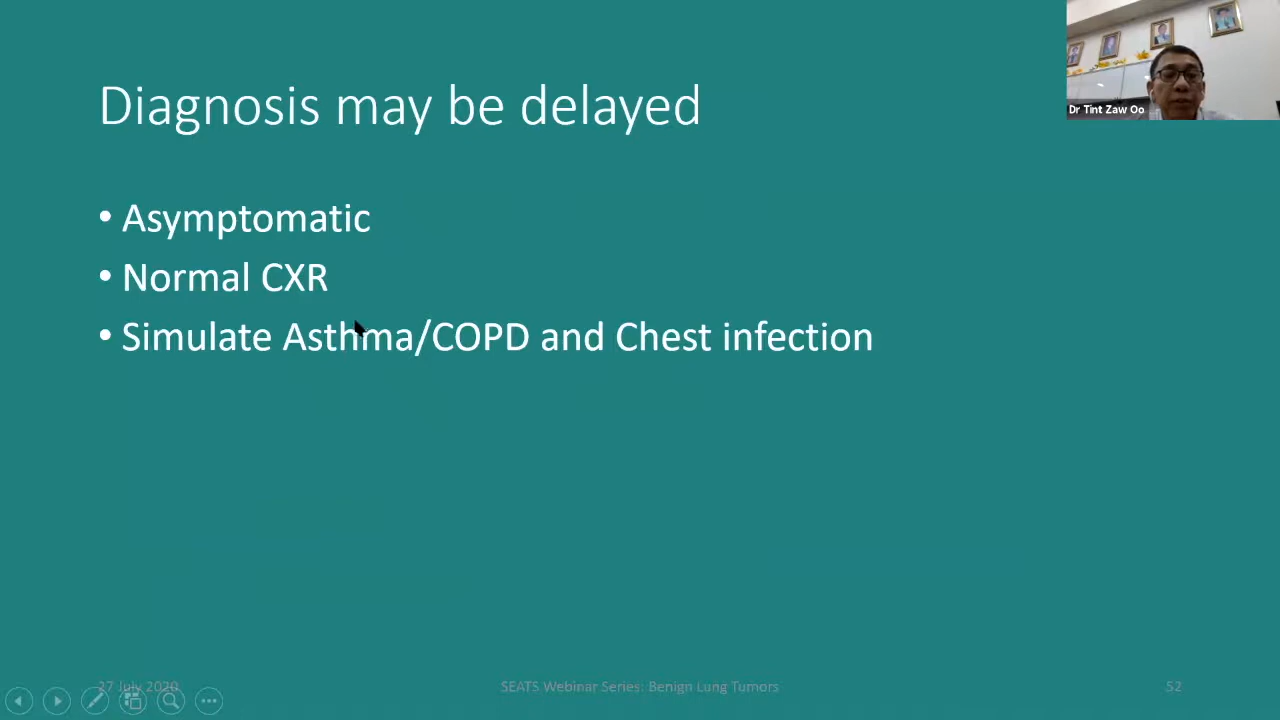 Dr Tint Zaw Oo
Diagnosis may be delayed
• Asymptomatic
• Normal CXR
• Simulate Asthma/COPD and Chest infection
27 July 2020
SEATS Webinar Series: Benign Lung Tumors
52